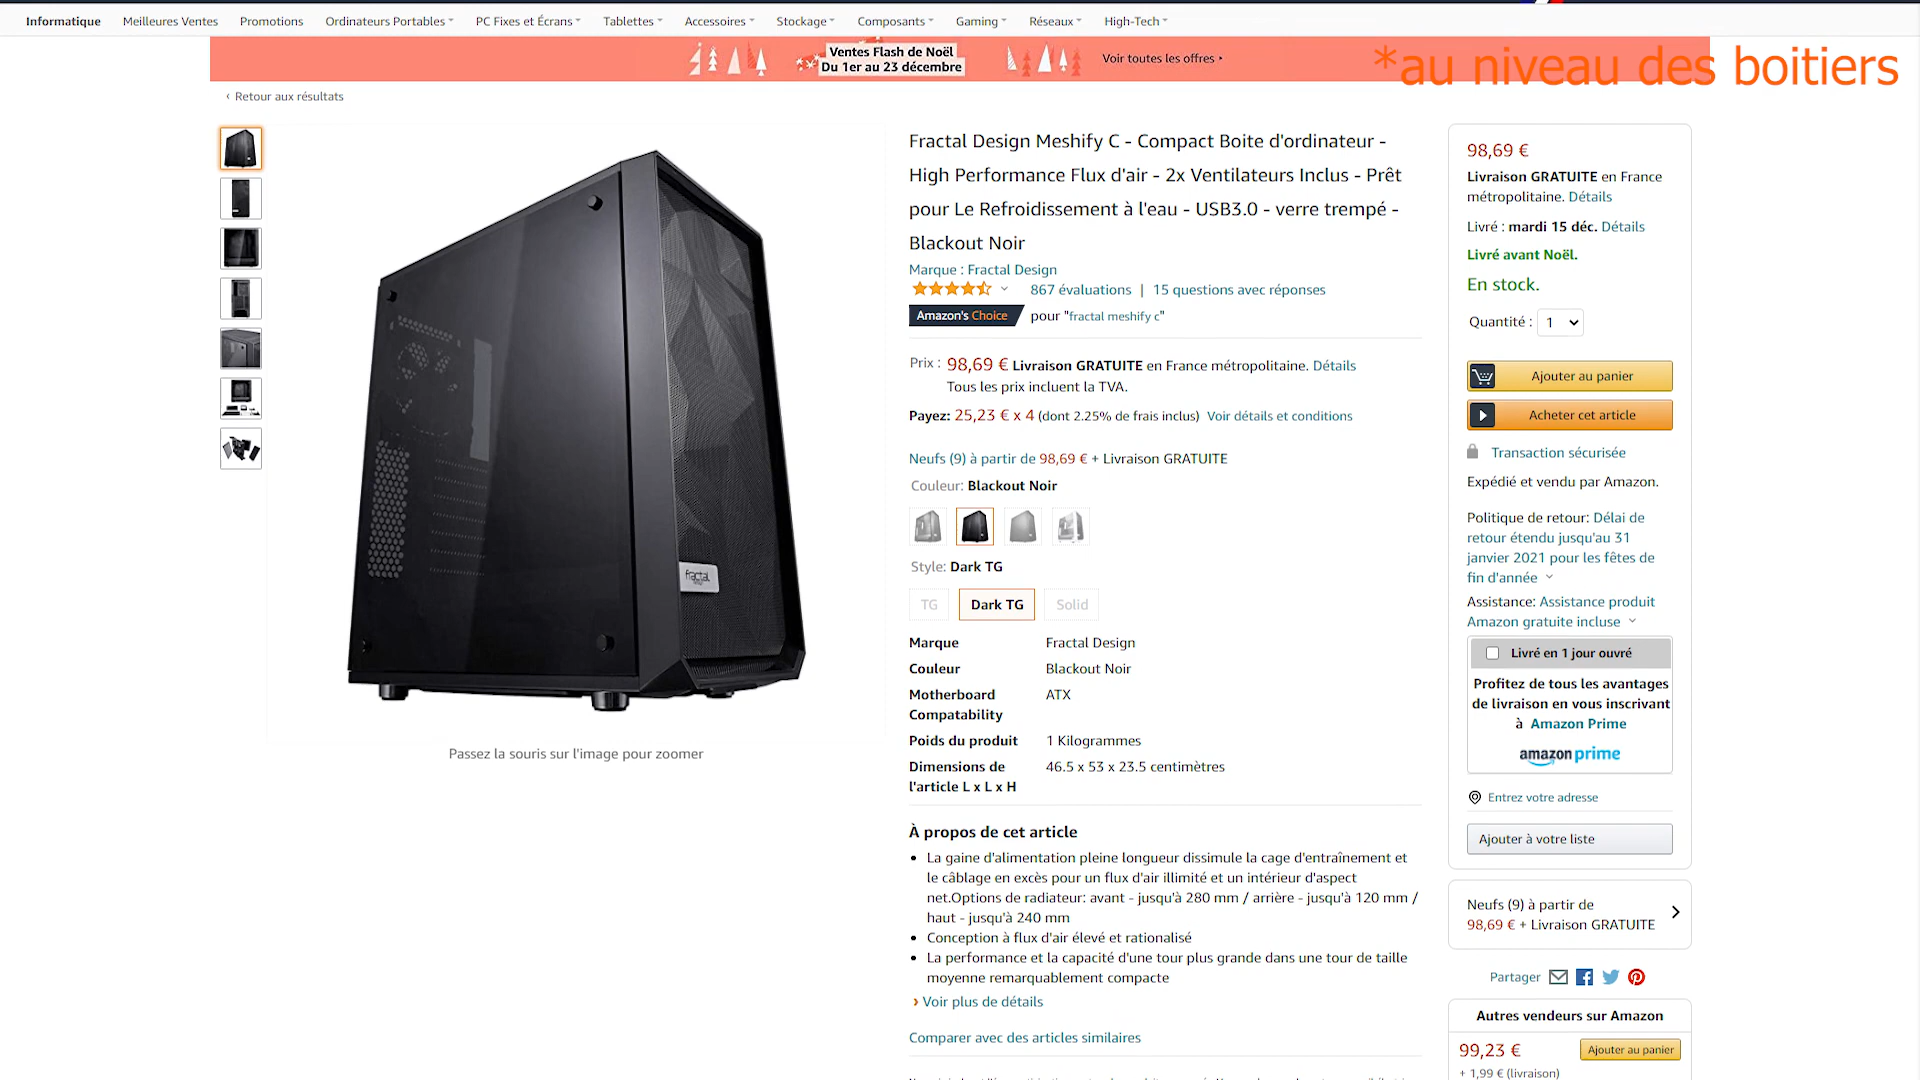 Informatique Meilleures Ventes Promotions Ordinateurs Portables PC Fixes et Écrans Tablettes Accessoires Stockage Composants Gaming Réseaux High-Tech
Ventes Flash de Noël
Du 1er au 23 décembre
Voir toutes les offres
*au niveau des boitiers
‹ Retour aux résultats
Fractal Design Meshify C - Compact Boite d'ordinateur -
High Performance Flux d'air - 2x Ventilateurs Inclus - Prêt
pour Le Refroidissement à l'eau - USB3.0 - verre trempé -
Blackout Noir
Marque : Fractal Design
867 évaluations | 15 questions avec réponses
Amazon's Choice pour "fractal meshify c"
Prix : 98,69 € Livraison GRATUITE en France métropolitaine. Détails
Tous les prix incluent la TVA.
Payez: 25,23 € x 4 (dont 2.25% de frais inclus) Voir détails et conditions
Neufs (9) à partir de 98,69 € + Livraison GRATUITE
Couleur: Blackout Noir
Style: Dark TG
TG Dark TG Solid
Marque Fractal Design
Couleur Blackout Noir
Motherboard ATX
Compatability
Poids du produit 1 Kilogrammes
Dimensions de 46.5 x 53 x 23.5 centimètres
l'article L x L x H
À propos de cet article
• La gaine d'alimentation pleine longueur dissimule la cage d'entraînement et
le câblage en excès pour un flux d'air illimité et un intérieur d'aspect
net.Options de radiateur: avant - jusqu'à 280 mm / arrière - jusqu'à 120 mm /
haut - jusqu'à 240 mm
• Conception à flux d'air élevé et rationalisé
• La performance et la capacité d'une tour plus grande dans une tour de taille
moyenne remarquablement compacte
› Voir plus de détails
Comparer avec des articles similaires
fractal
Passez la souris sur l'image pour zoomer
98,69 €
Livraison GRATUITE en France
métropolitaine. Détails
Livré : mardi 15 déc. Détails
Livré avant Noël.
En stock.
Quantité : 1
Ajouter au panier
Acheter cet article
Transaction sécurisée
Expédié et vendu par Amazon.
Politique de retour: Délai de
retour étendu jusqu'au 31
janvier 2021 pour les fêtes de
fin d'année
Assistance: Assistance produit
Amazon gratuite incluse
Livré en 1 jour ouvré
Profitez de tous les avantages
de livraison en vous inscrivant
à Amazon Prime
amazon prime
Entrez votre adresse
Ajouter à votre liste
Neufs (9) à partir de
98,69 € + Livraison GRATUITE
Partager
Autres vendeurs sur Amazon
99,23 € Ajouter au panier
+ 1,99 € (livraison)